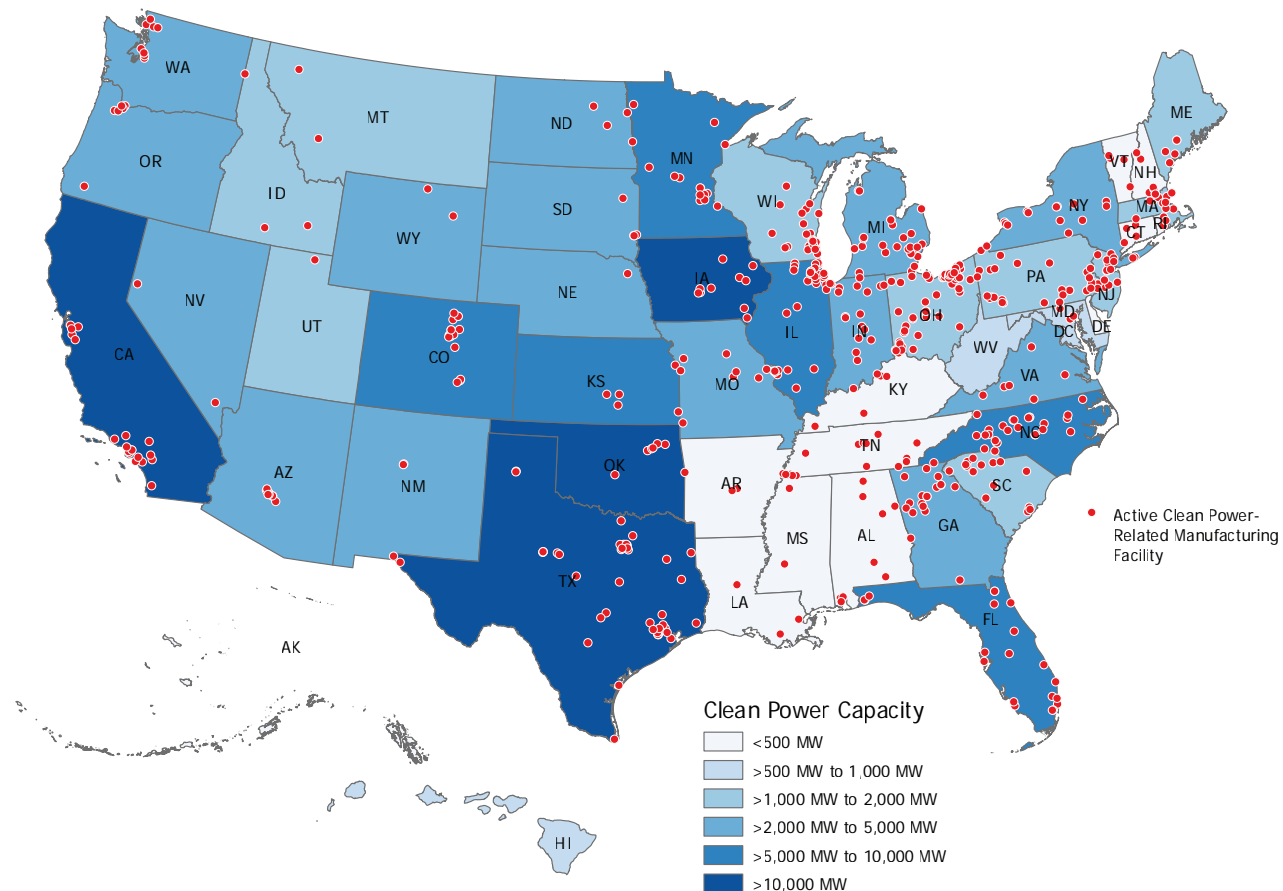 WA
MT
ND
MN
ME
OR
ID
SD
WI
VT
NH
NY
MA
WY
MI
CT
RI
NV
NE
IA
PA
NJ
UT
CA
CO
IL
IN
OH
MD
DC
DE
WV
KS
MO
KY
VA
AZ
NM
OK
AR
TN
NC
SC
MS
AL
GA
TX
LA
FL
AK
HI
Active Clean Power-
Related Manufacturing
Facility
Clean Power Capacity
<500 MW
>500 MW to 1,000 MW
>1,000 MW to 2,000 MW
>2,000 MW to 5,000 MW
>5,000 MW to 10,000 MW
>10,000 MW